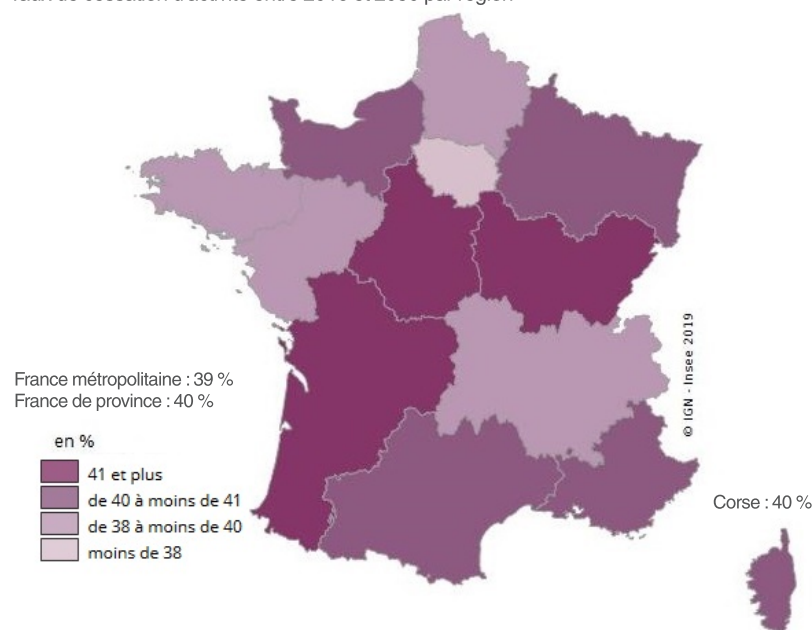 France métropolitaine : 39 %
France de province : 40 %
en %
41 et plus
de 40 à moins de 41
de 38 à moins de 40
moins de 38
© IGN - Insee 2019
Corse : 40 %